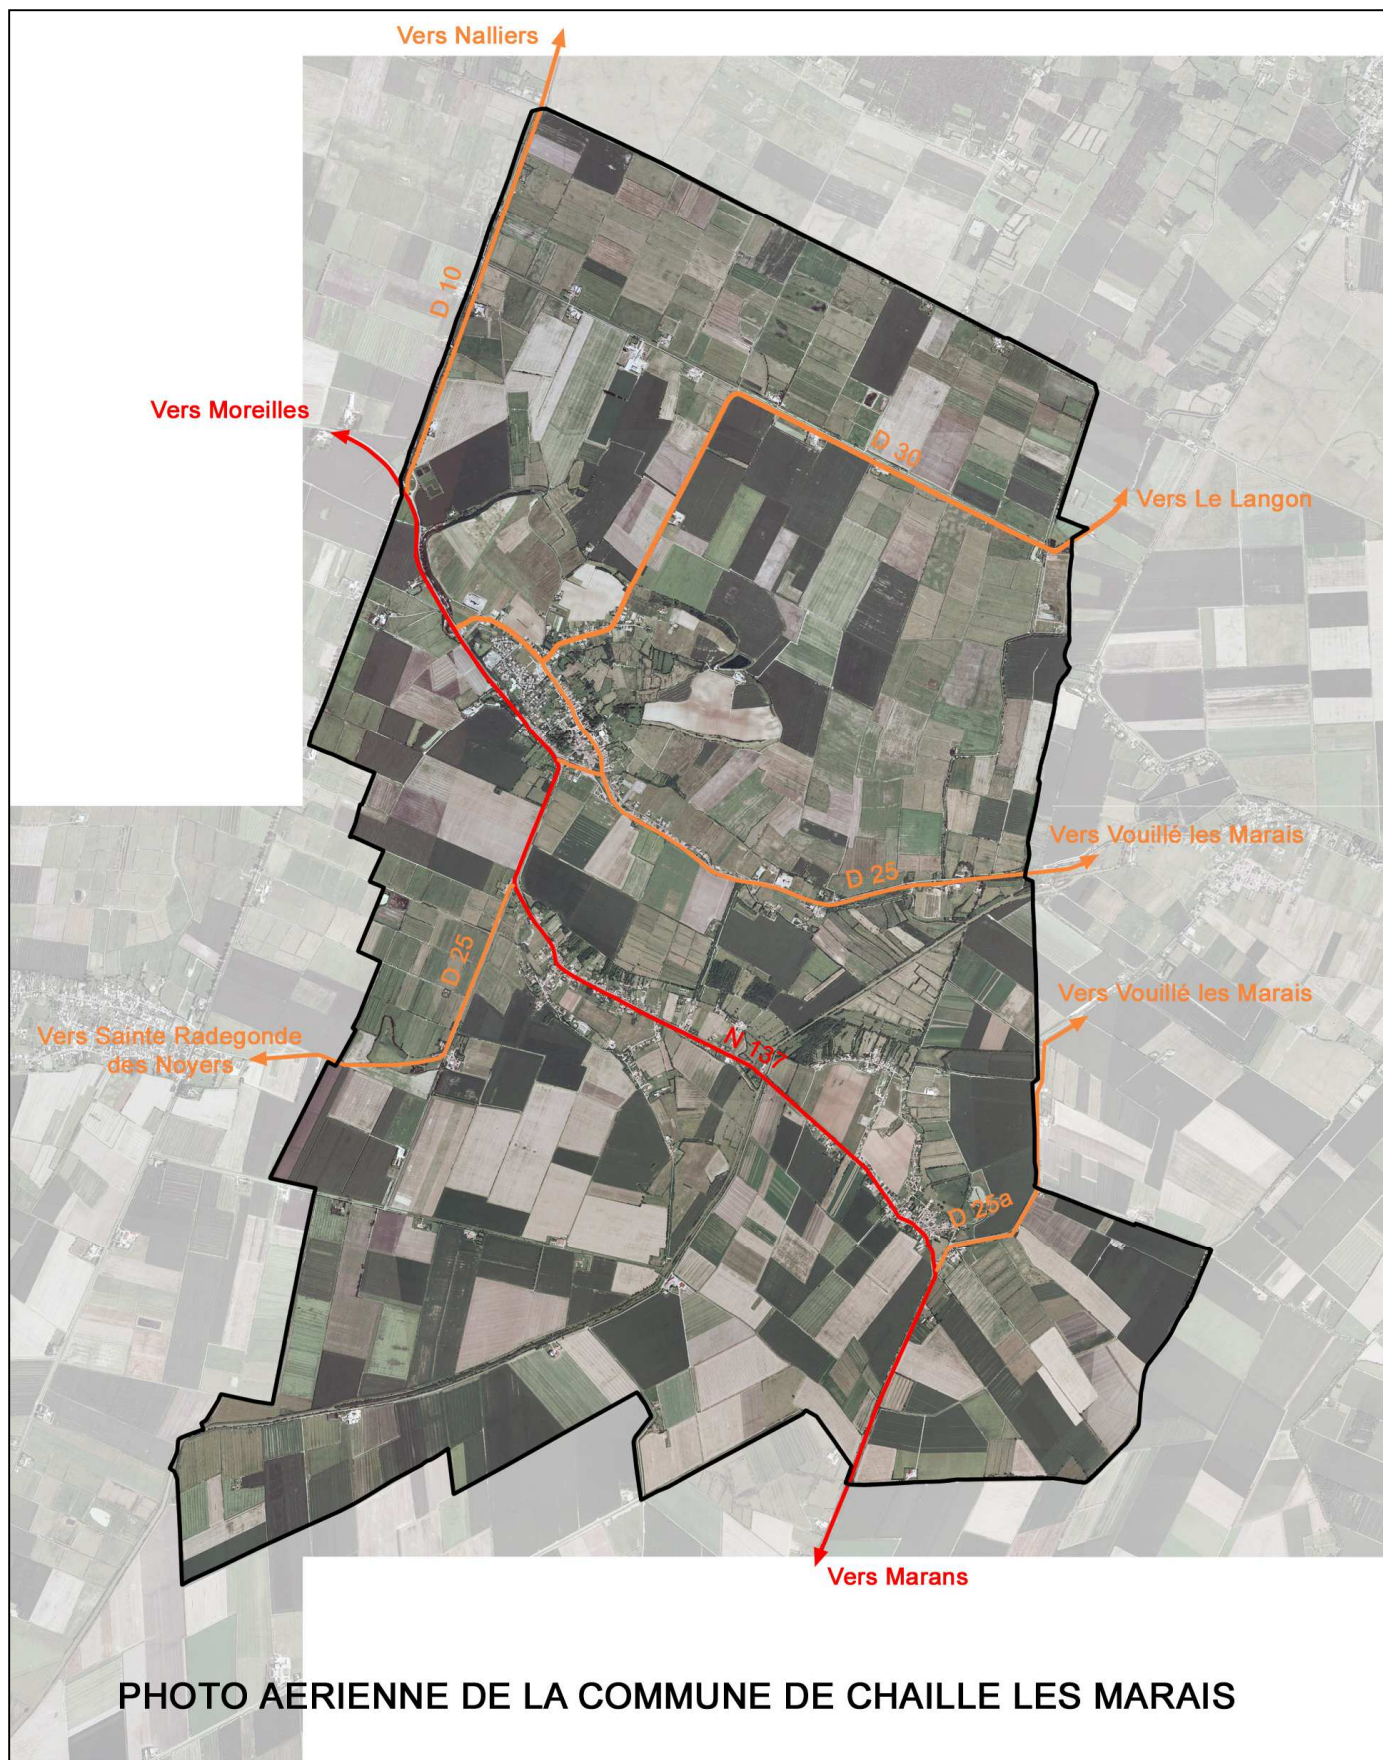 Vers Nalliers
D 10
Vers Moreilles
D 30
Vers Le Langon
Vers Vouillé les Marais
D 25
D 25
Vers Vouillé les Marais
Vers Sainte Radegonde
des Noyers
N 137
D 25a
Vers Marans
PHOTO AERIENNE DE LA COMMUNE DE CHAILLE LES MARAIS